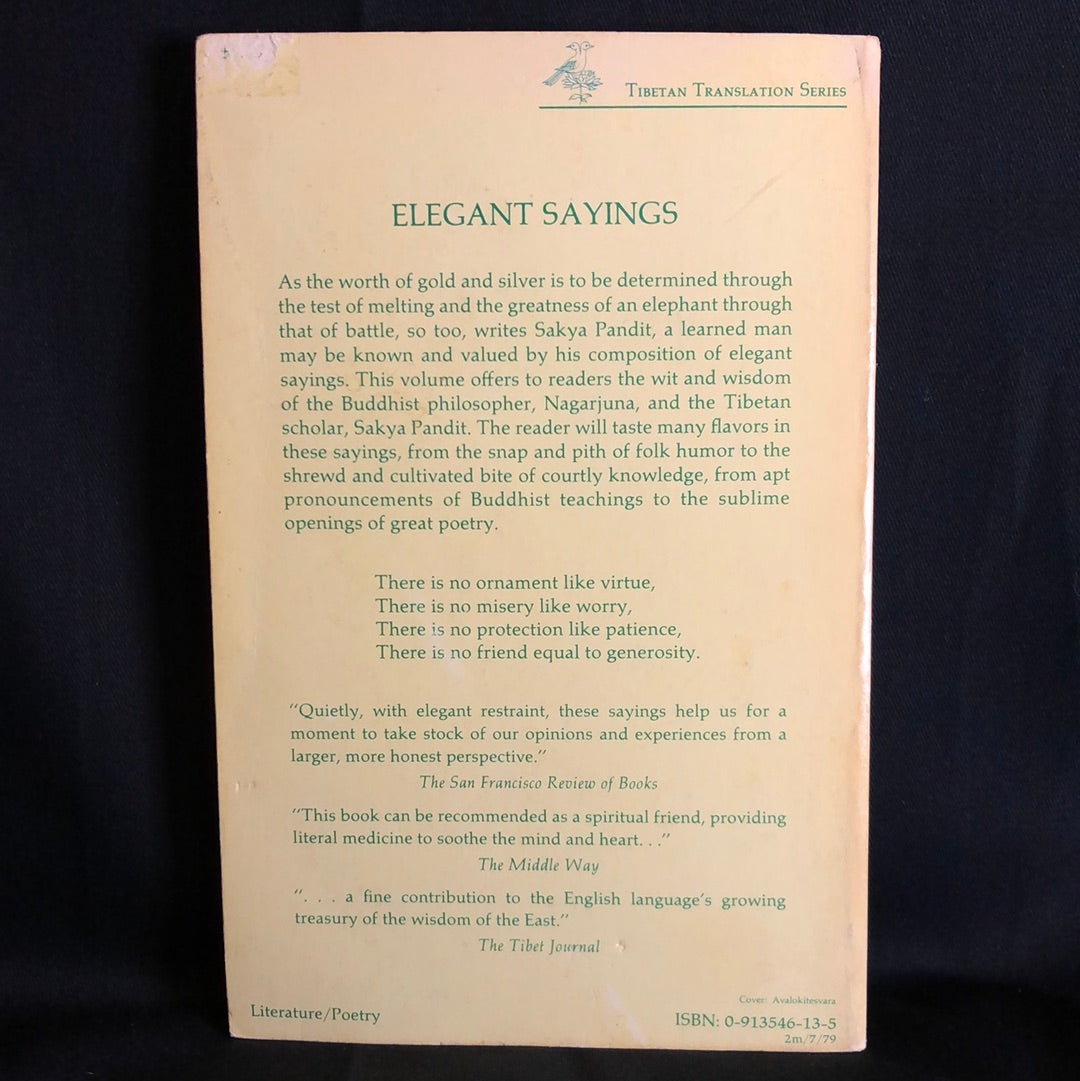 TIBETAN TRANSLATION SERIES
ELEGANT SAYINGS
As the worth of gold and silver is to be determined through
the test of melting and the greatness of an elephant through
that of battle, so too, writes Sakya Pandit, a learned man
may be known and valued by his composition of elegant
sayings. This volume offers to readers the wit and wisdom
of the Buddhist philosopher, Nagarjuna, and the Tibetan
scholar, Sakya Pandit. The reader will taste many flavors in
these sayings, from the snap and pith of folk humor to the
shrewd and cultivated bite of courtly knowledge, from apt
pronouncements of Buddhist teachings to the sublime
openings of great poetry.
There is no ornament like virtue,
There is no misery like worry,
There is no protection like patience,
There is no friend equal to generosity.
"Quietly, with elegant restraint, these sayings help us for a
moment to take stock of our opinions and experiences from a
larger, more honest perspective."
The San Francisco Review of Books
"This book can be recommended as a spiritual friend, providing
literal medicine to soothe the mind and heart. . ."
The Middle Way
". . . a fine contribution to the English language's growing
treasury of the wisdom of the East."
The Tibet Journal
Cover: Avalokitesvara
Literature/Poetry
ISBN: 0-913546-13-5
2m/7/79